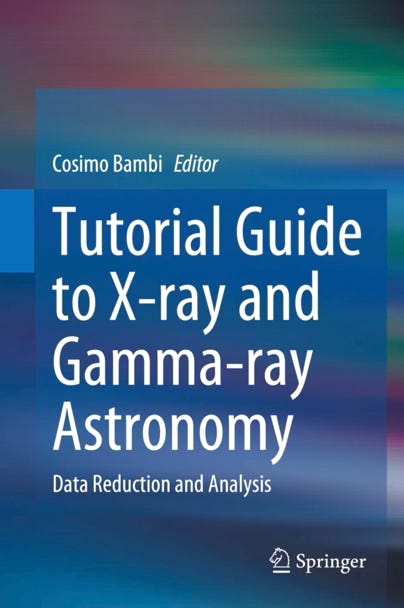 Cosimo Bambi Editor
Tutorial Guide
to X-ray and
Gamma-ray
Astronomy
Data Reduction and Analysis
Springer